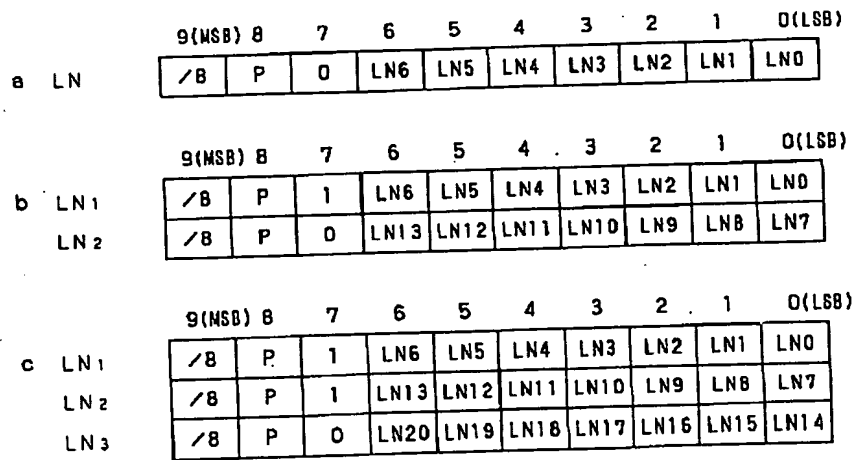 9(MSB) 8 7 6 5 4 3 2 1 0(LSB)
a LN /8 P 0 LN6 LN5 LN4 LN3 LN2 LN1 LN0
9(MSB) 8 7 6 5 4 3 2 1 0(LSB)
b LN1 /8 P 1 LN6 LN5 LN4 LN3 LN2 LN1 LN0
LN2 /8 P 0 LN13 LN12 LN11 LN10 LN9 LN8 LN7
9(MSB) 8 7 6 5 4 3 2 1 0(LSB)
c LN1 /8 P 1 LN6 LN5 LN4 LN3 LN2 LN1 LN0
LN2 /8 P 1 LN13 LN12 LN11 LN10 LN9 LN8 LN7
LN3 /8 P 0 LN20 LN19 LN18 LN17 LN16 LN15 LN14